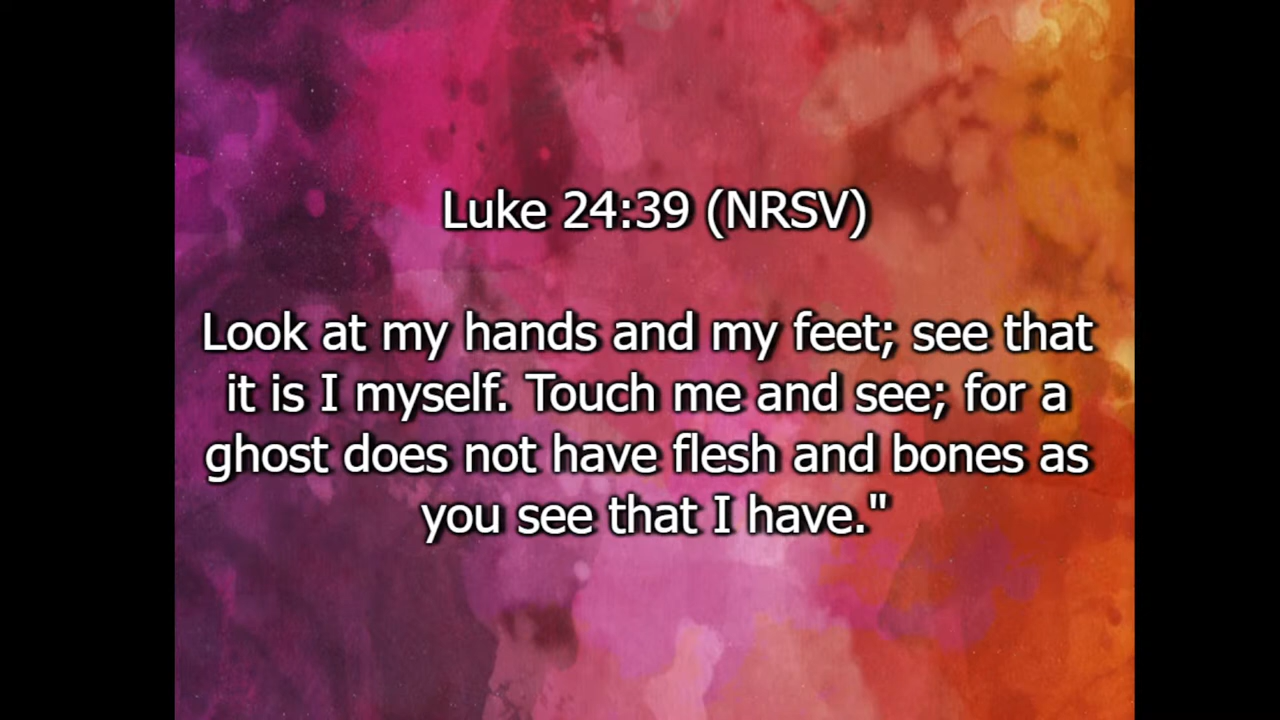 Luke 24:39 (NRSV)
Look at my hands and my feet; see that
it is I myself. Touch me and see; for a
ghost does not have flesh and bones as
you see that I have."